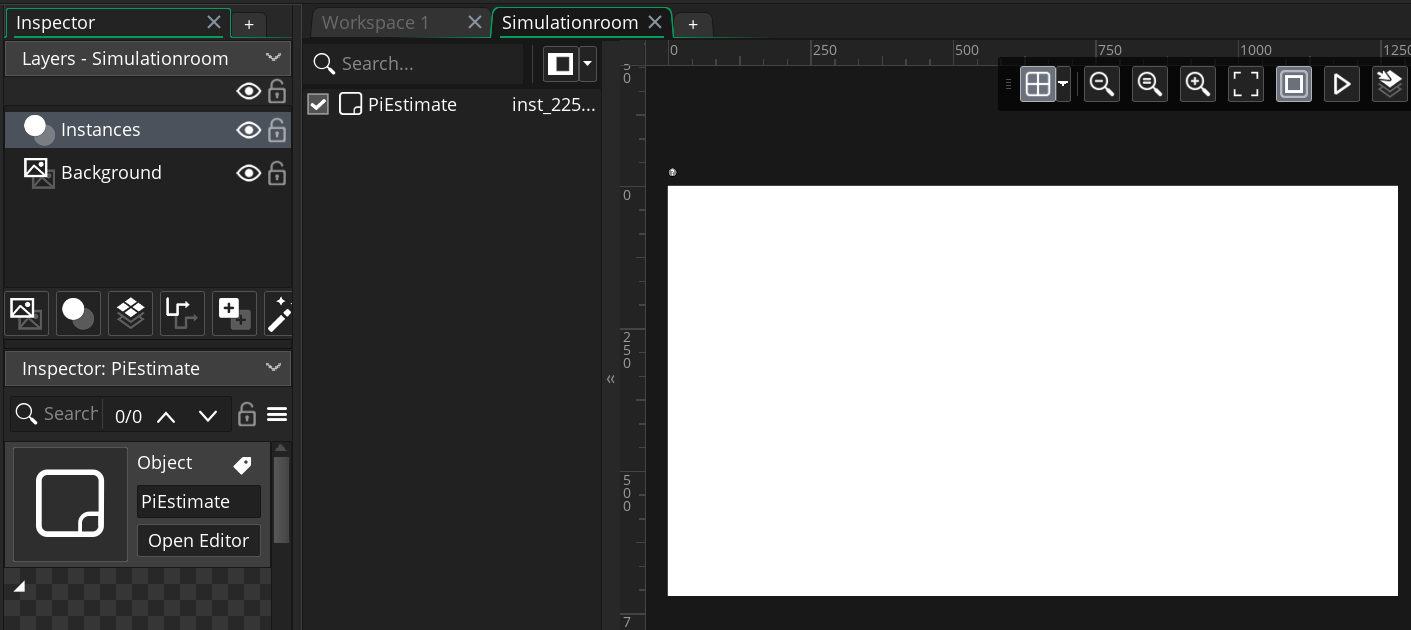 Inspector
+
Workspace 1
Simulationroom
+
Layers - Simulationroom
Instances
Background
Search...
PiEstimate
inst_225...
0
250
500
750
1000
1250
50
0
250
500
7
Inspector: PiEstimate
Search
0/0
Object
PiEstimate
Open Editor